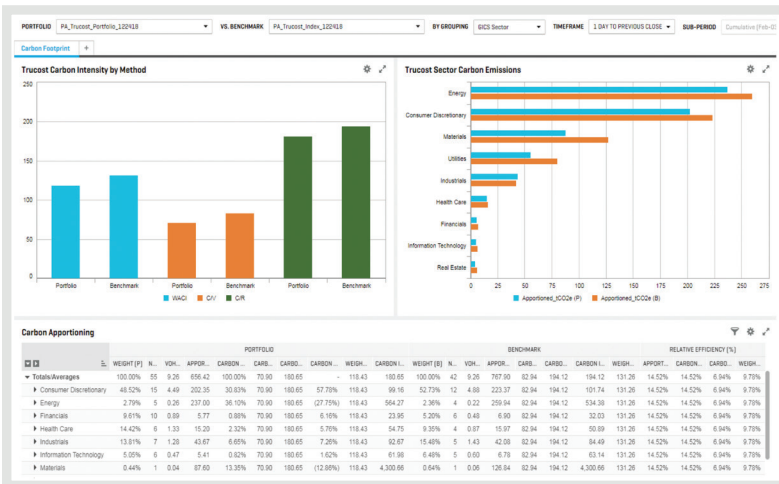 PORTFOLIO PA_Trucost_Portfolio_122418 VS. BENCHMARK PA_Trucost_Index_122418 BY GROUPING GICS Sector TIMEFRAME 1 DAY TO PREVIOUS CLOSE SUB-PERIOD Cumulative (Feb-0
Carbon Footprint +
Trucost Carbon Intensity by Method
250
200
150
100
50
0
Portfolio Benchmark Portfolio Benchmark Portfolio Benchmark
WACI C/V C/R
Trucost Sector Carbon Emissions
Energy
Consumer Discretionary
Materials
Utilities
Industrials
Health Care
Financials
Information Technology
Real Estate
0 25 50 75 100 125 150 175 200 225 250 275
Apportioned_tCO2e (P) Apportioned_tCO2e (B)
Carbon Apportioning
PORTFOLIO BENCHMARK RELATIVE EFFICIENCY [%]
WEIGHT [P] N... VOH... APPOR... CARBON ... CARB... CARBO... CARBON ... WEIGH... CARBON I... WEIGHT [B] N... VOH... APPOR... CARB... CARBO... CARBON I... WEIGH... APPORT... CARBON... CARBO... WEIGH...
Totals/Averages 100.00% 55 9.26 656.42 100.00% 70.90 180.65 - 118.43 180.65 100.00% 42 9.26 767.90 82.94 194.12 194.12 131.26 14.52% 14.52% 6.94% 9.78%
Consumer Discretionary 48.52% 15 4.49 202.35 30.83% 70.90 180.65 57.78% 118.43 99.16 52.73% 12 4.88 223.37 82.94 194.12 101.74 131.26 14.52% 14.52% 6.94% 9.78%
Energy 2.79% 5 0.26 237.00 36.10% 70.90 180.65 (27.75%) 118.43 564.27 2.36% 4 0.22 259.94 82.94 194.12 534.38 131.26 14.52% 14.52% 6.94% 9.78%
Financials 9.61% 10 0.89 5.77 0.88% 70.90 180.65 6.16% 118.43 23.95 5.20% 6 0.48 6.90 82.94 194.12 32.03 131.26 14.52% 14.52% 6.94% 9.78%
Health Care 14.42% 6 1.33 15.20 2.32% 70.90 180.65 5.76% 118.43 54.75 9.35% 4 0.87 15.97 82.94 194.12 50.89 131.26 14.52% 14.52% 6.94% 9.78%
Industrials 13.81% 7 1.28 43.67 6.65% 70.90 180.65 7.26% 118.43 92.67 15.48% 5 1.43 42.08 82.94 194.12 84.49 131.26 14.52% 14.52% 6.94% 9.78%
Information Technology 5.05% 6 0.47 5.41 0.82% 70.90 180.65 1.62% 118.43 61.98 6.48% 5 0.60 6.78 82.94 194.12 63.14 131.26 14.52% 14.52% 6.94% 9.78%
Materials 0.44% 1 0.04 87.60 13.35% 70.90 180.65 (12.86%) 118.43 4,300.66 0.64% 1 0.06 126.84 82.94 194.12 4,300.66 131.26 14.52% 14.52% 6.94% 9.78%